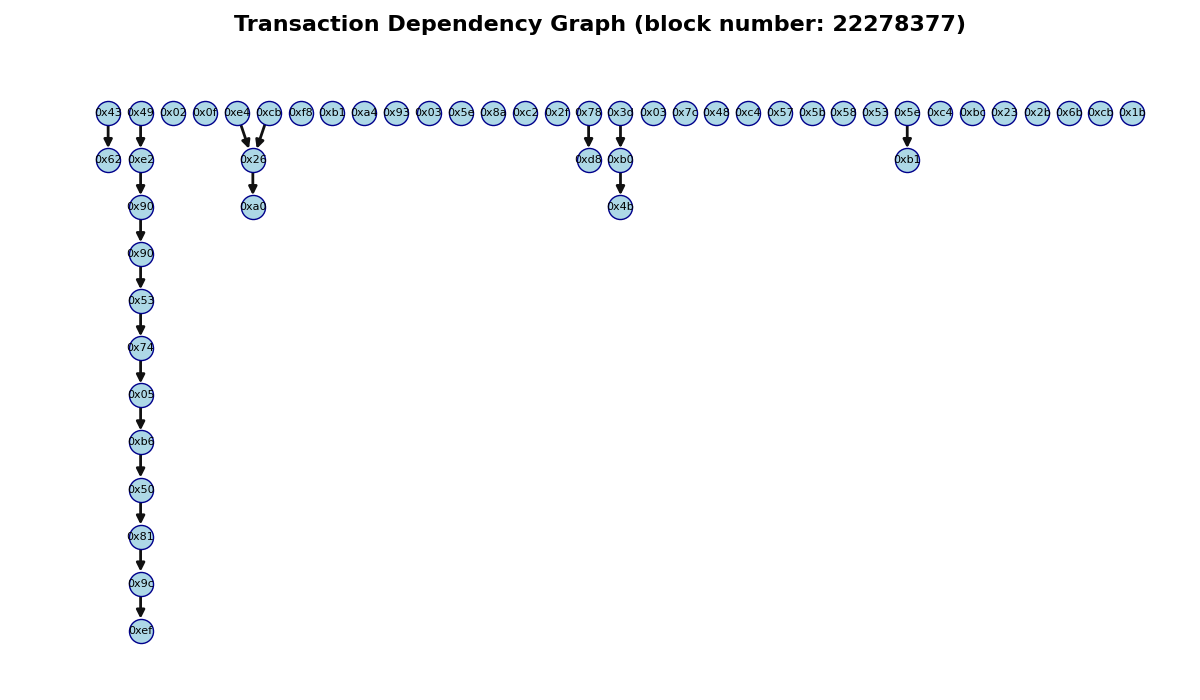 Transaction Dependency Graph (block number: 22278377)
0x43 0x49 0x02 0x0f 0xe4 0xcb 0xf8 0xb1 0xa4 0x93 0x03 0x5e 0x8a 0xc2 0x2f 0x78 0x3d 0x03 0x7c 0x48 0xc4 0x57 0x5b 0x58 0x53 0x5e 0xc4 0xbc 0x23 0x2b 0x6b 0xcb 0x1b
0x62 0xe2 0x26 0xd8 0xb0 0xb1
0x90 0xa0 0x4b
0x90
0x53
0x74
0x05
0xb6
0x50
0x81
0x9c
0xef